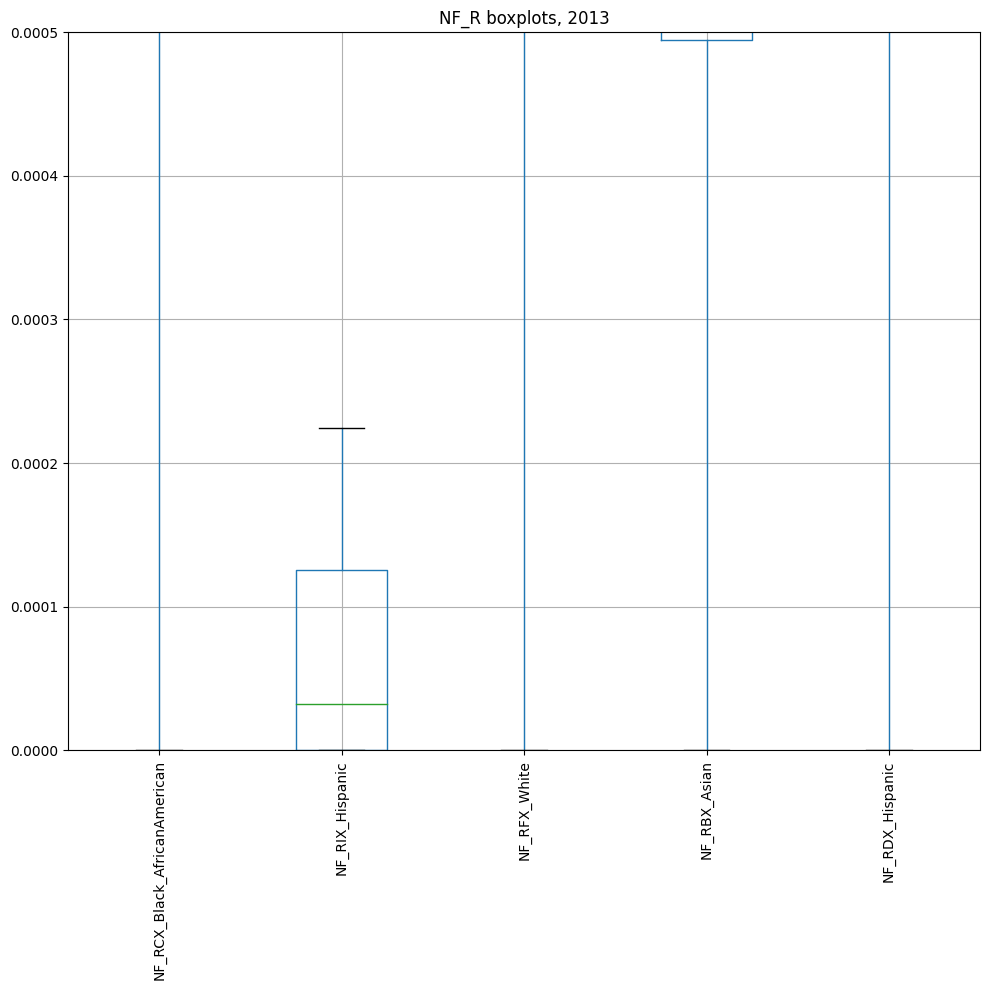 NF_R boxplots, 2013
0.0005
0.0004
0.0003
0.0002
0.0001
0.0000
NF_RCX_Black_AfricanAmerican
NF_RIX_Hispanic
NF_RFX_White
NF_RBX_Asian
NF_RDX_Hispanic